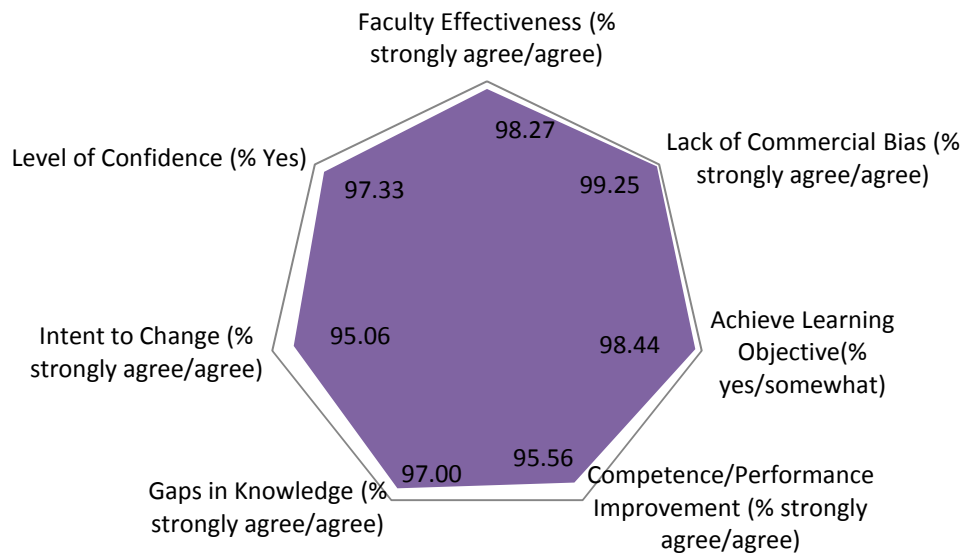 Faculty Effectiveness (%
strongly agree/agree)
98.27
Lack of Commercial Bias (%
strongly agree/agree)
99.25
Achieve Learning
Objective(%
yes/somewhat)
98.44
Competence/Performance
Improvement (% strongly
agree/agree)
95.56
Gaps in Knowledge (%
strongly agree/agree)
97.00
Intent to Change (%
strongly agree/agree)
95.06
Level of Confidence (% Yes)
97.33